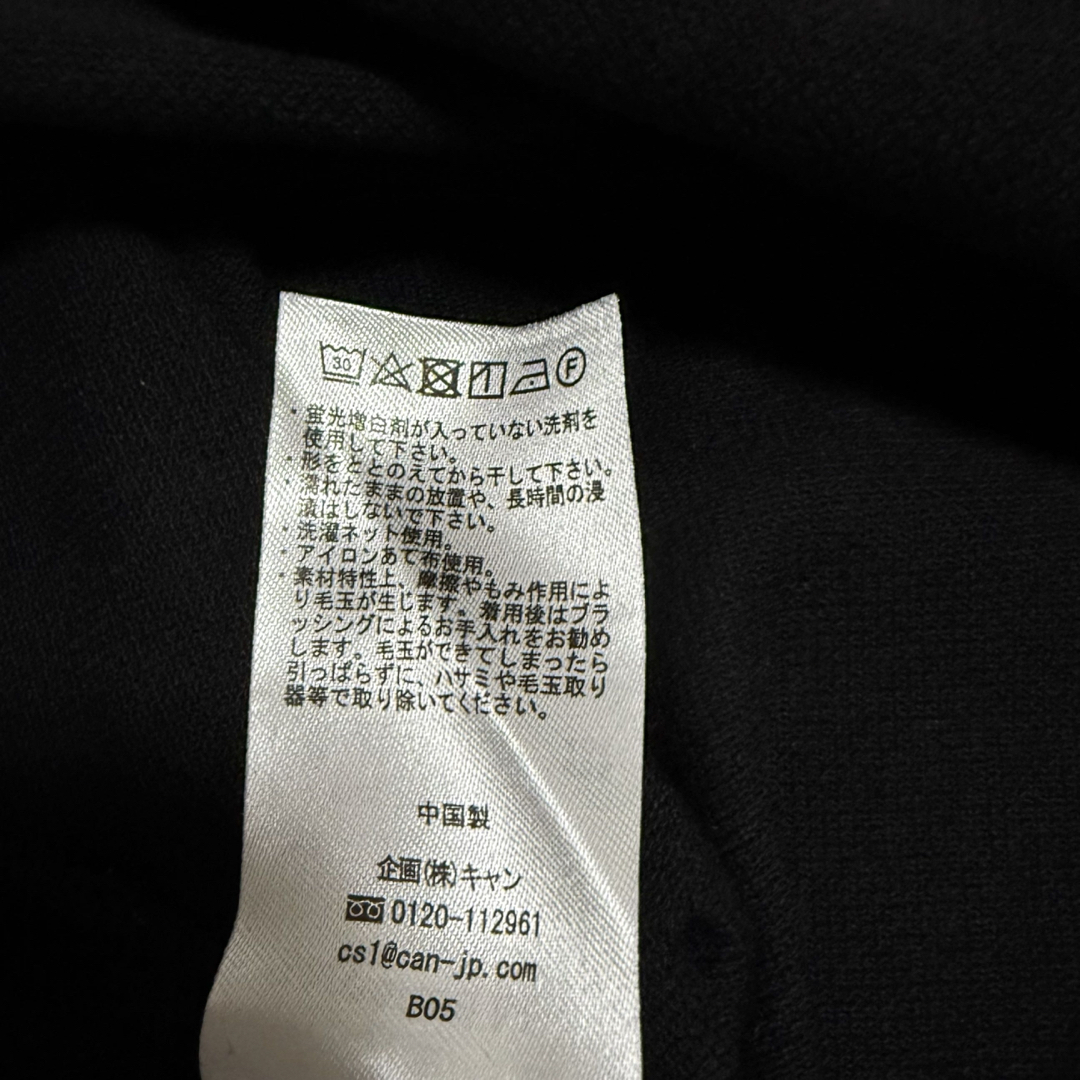 30 F
・蛍光増白剤が入っていない洗剤を
使用して下さい。
・形をととのえてから干して下さい。
・濡れたままの放置や、長時間の浸
漬はしないで下さい。
・洗濯ネット使用。
・アイロンあて布使用。
・素材特性上、摩擦やもみ作用によ
り毛玉が生じます。着用後はブラ
ッシングによるお手入れをお勧め
します。毛玉ができてしまったら
引っぱらずに、ハサミや毛玉取り
器等で取り除いてください。
中国製
企画(株)キャン
0120-112961
cs1@can-jp.com
B05